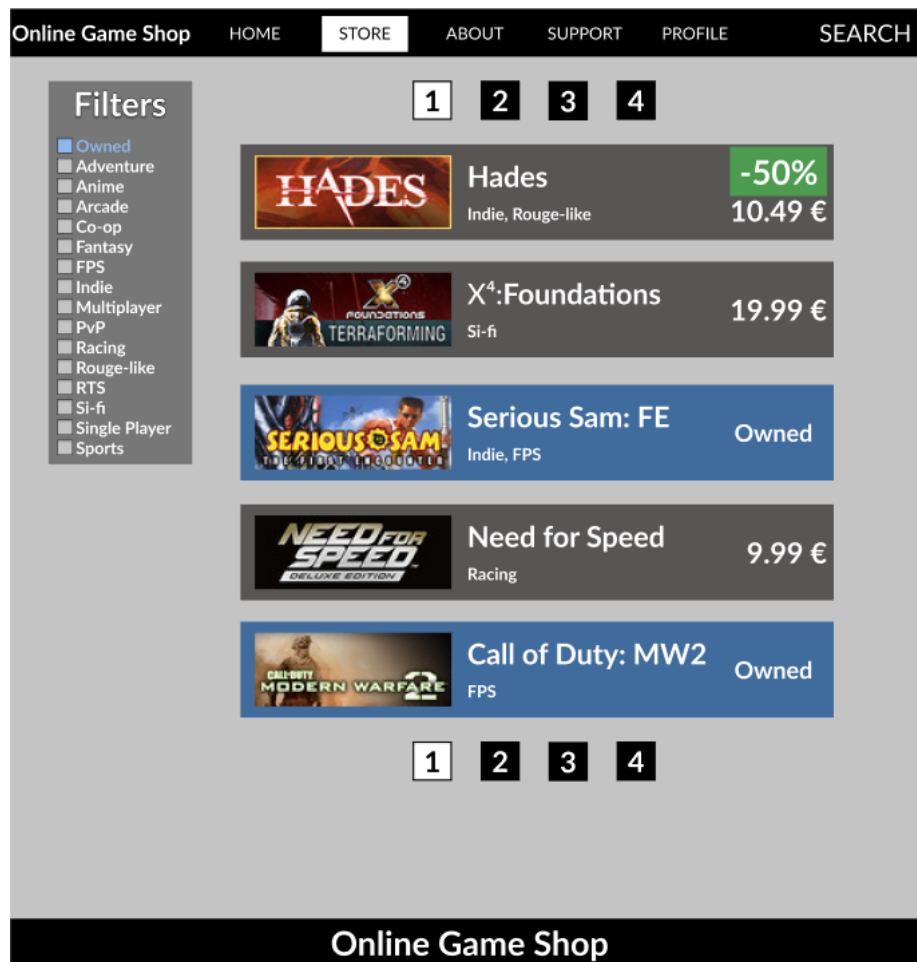 Online Game Shop HOME STORE ABOUT SUPPORT PROFILE SEARCH
Filters
Owned
Adventure
Anime
Arcade
Co-op
Fantasy
FPS
Indie
Multiplayer
PvP
Racing
Rouge-like
RTS
Si-fi
Single Player
Sports
1 2 3 4
HADES
Hades
Indie, Rouge-like
-50%
10.49 €
X4
FOUNDATIONS
TERRAFORMING
X⁴:Foundations
Si-fi
19.99 €
SERIOUS SAM
THE FIRST ENCOUNTER
Serious Sam: FE
Indie, FPS
Owned
NEED FOR
SPEED™
DELUXE EDITION
Need for Speed
Racing
9.99 €
CALL OF DUTY
MODERN WARFARE 2
Call of Duty: MW2
FPS
Owned
1 2 3 4
Online Game Shop